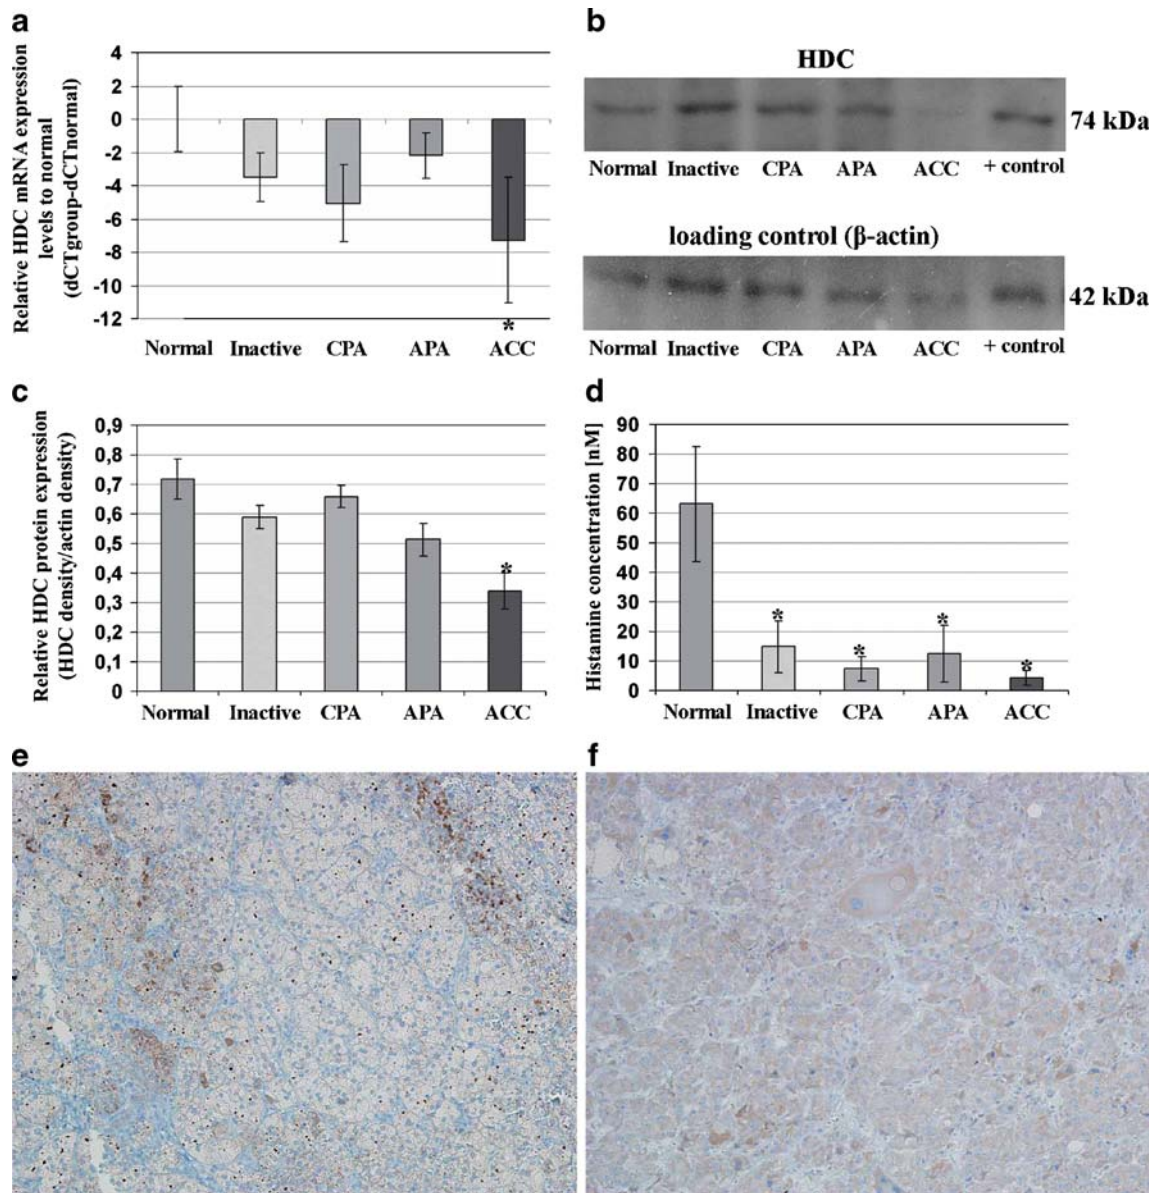 a
Relative HDC mRNA expression
levels to normal
(dCTgroup-dCTnormal)
4
2
0
-2
-4
-6
-8
-10
-12
*
Normal Inactive CPA APA ACC
b
HDC
74 kDa
Normal Inactive CPA APA ACC + control
loading control (β-actin)
42 kDa
Normal Inactive CPA APA ACC + control
c
Relative HDC protein expression
(HDC density/actin density)
0,9
0,8
0,7
0,6
0,5
0,4
0,3
0,2
0,1
0
*
Normal Inactive CPA APA ACC
d
Histamine concentration [nM]
90
80
70
60
50
40
30
20
10
0
* * * *
Normal Inactive CPA APA ACC
e
f